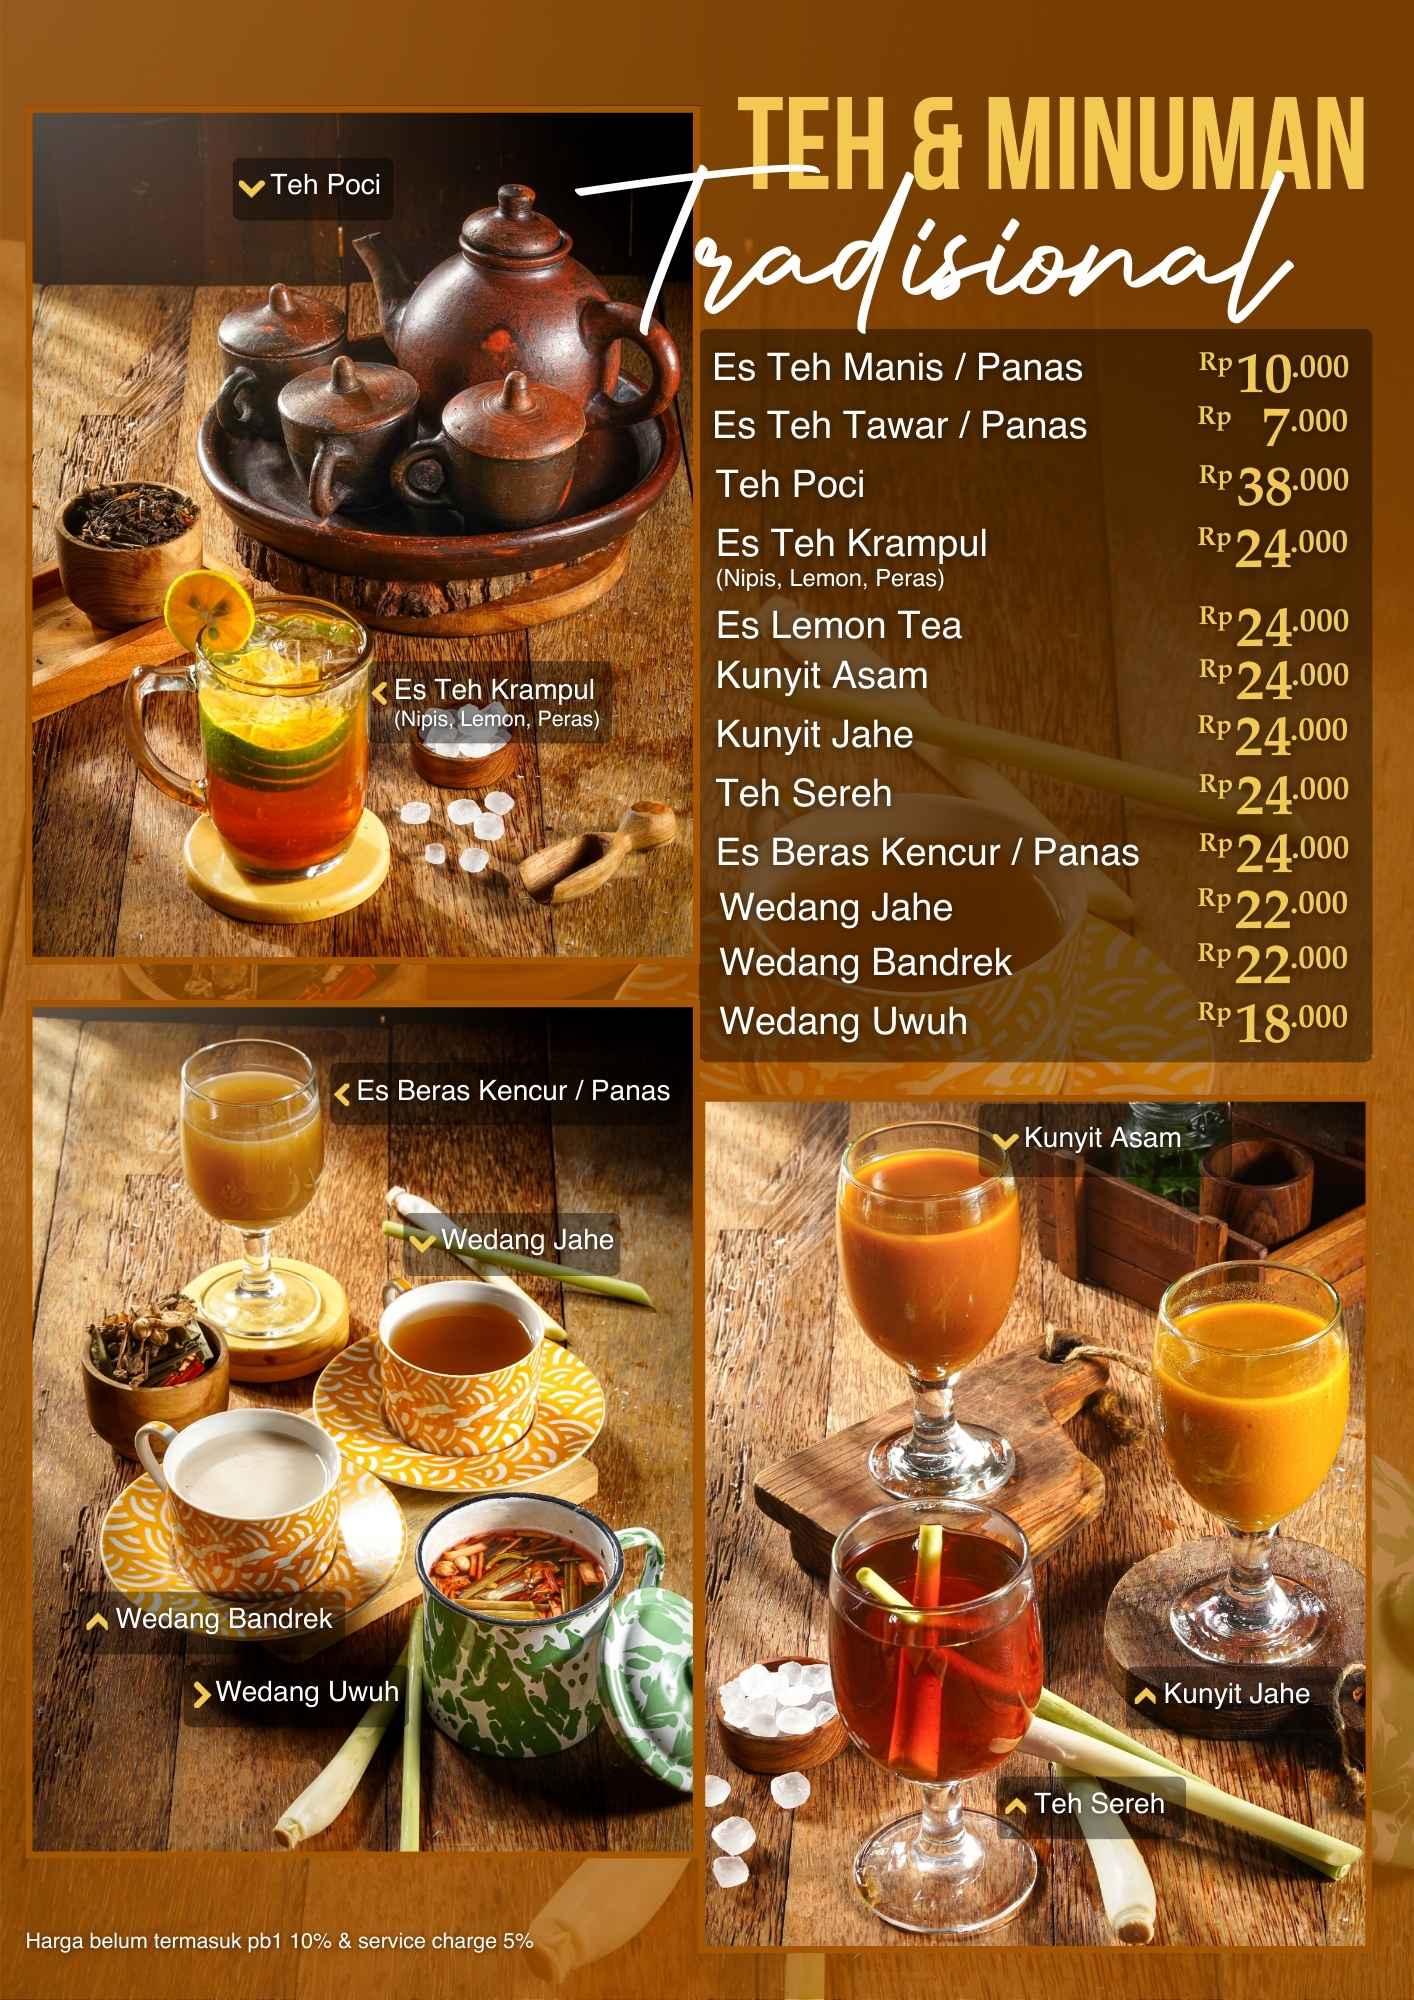 TEH & MINUMAN
Tradisional
Teh Poci
Es Teh Krampul
(Nipis, Lemon, Peras)
Es Teh Manis / Panas Rp 10.000
Es Teh Tawar / Panas Rp 7.000
Teh Poci Rp 38.000
Es Teh Krampul Rp 24.000
(Nipis, Lemon, Peras)
Es Lemon Tea Rp 24.000
Kunyit Asam Rp 24.000
Kunyit Jahe Rp 24.000
Teh Sereh Rp 24.000
Es Beras Kencur / Panas Rp 24.000
Wedang Jahe Rp 22.000
Wedang Bandrek Rp 22.000
Wedang Uwuh Rp 18.000
Es Beras Kencur / Panas
Wedang Jahe
Wedang Bandrek
Wedang Uwuh
Kunyit Asam
Kunyit Jahe
Teh Sereh
Harga belum termasuk pb1 10% & service charge 5%